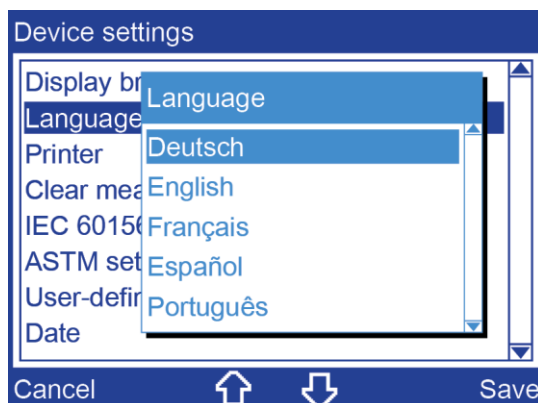 Device settings
Display br
Language
Language
Printer
Clear mea
IEC 60156
ASTM set
User-defin
Date
Deutsch
English
Français
Español
Português
Cancel
Save